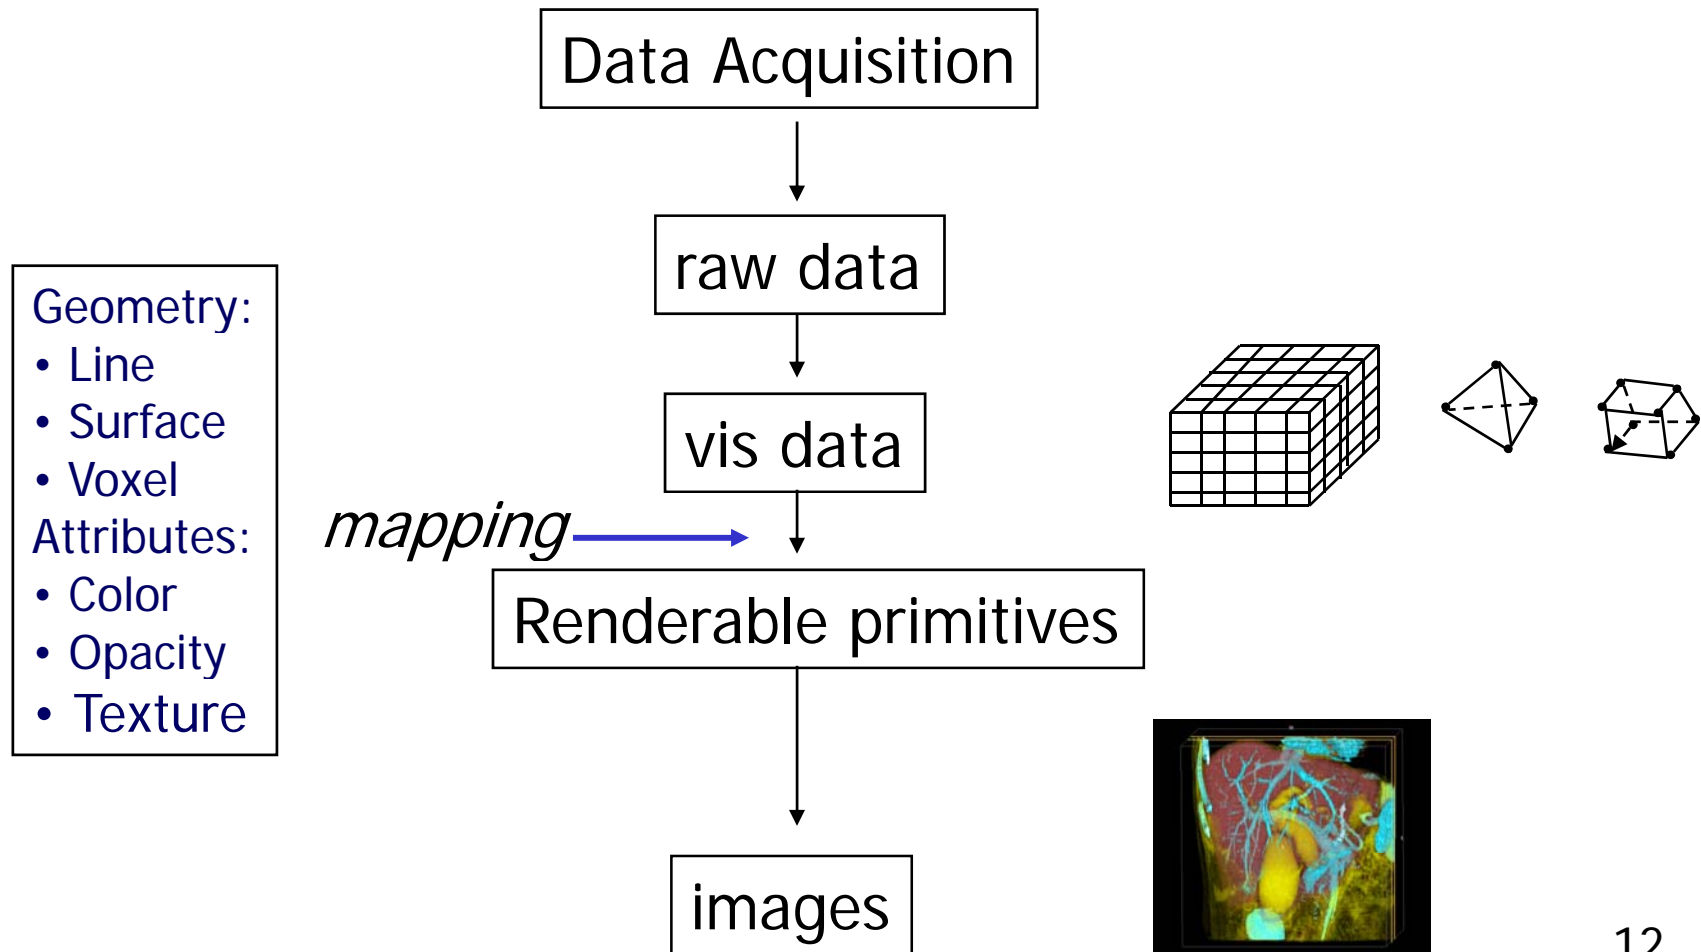 Data Acquisition
raw data
Geometry:
• Line
• Surface
• Voxel
Attributes:
• Color
• Opacity
• Texture
vis data
mapping
Renderable primitives
images
12